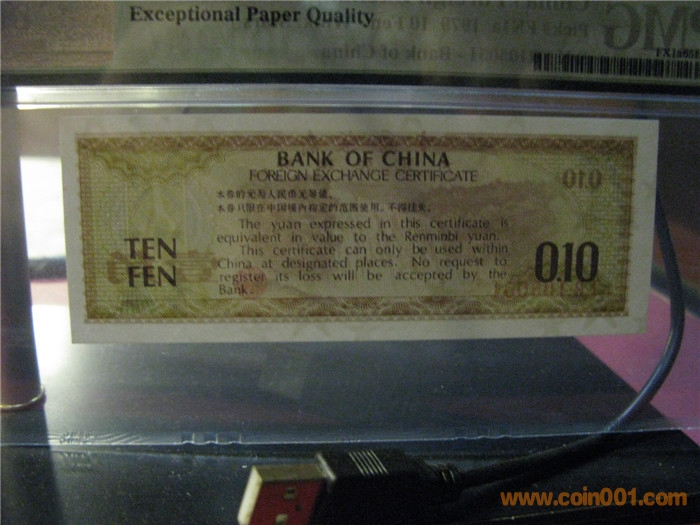 Exceptional Paper Quality
PMG
BANK OF CHINA
FOREIGN EXCHANGE CERTIFICATE
本券的元与人民币元等值。
本券只限在中国境内指定的范围使用，不得挂失。
The yuan expressed in this certificate is
equivalent in value to the Renminbi yuan.
This certificate can only be used within
China at designated places. No request to
register its loss will be accepted by the
Bank.
TEN
FEN
0.10
0.10
www.coin001.com